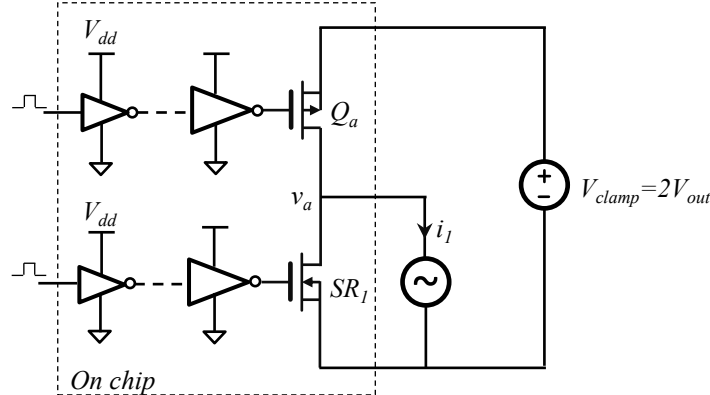 V_dd
Q_a
v_a
V_clamp=2V_out
V_dd
i_1
SR_1
+
−
~
On chip